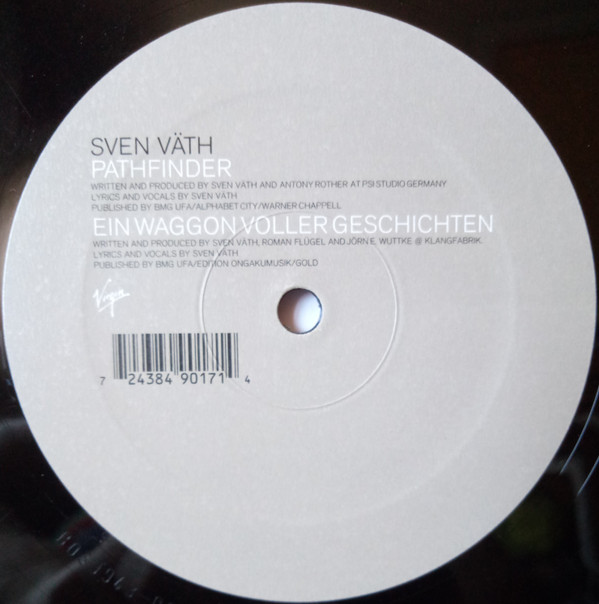 SVEN VÄTH
PATHFINDER
WRITTEN AND PRODUCED BY SVEN VÄTH AND ANTONY ROTHER AT PSI STUDIO GERMANY
LYRICS AND VOCALS BY SVEN VÄTH
PUBLISHED BY BMG UFA/ALPHABET CITY/WARNER CHAPPELL
EIN WAGGON VOLLER GESCHICHTEN
WRITTEN AND PRODUCED BY SVEN VÄTH, ROMAN FLÜGEL AND JÖRN E. WUTTKE @ KLANGFABRIK.
LYRICS AND VOCALS BY SVEN VÄTH.
PUBLISHED BY BMG UFA/EDITION ONGAKUMUSIK/GOLD
Virgin
7 24384 90171 4